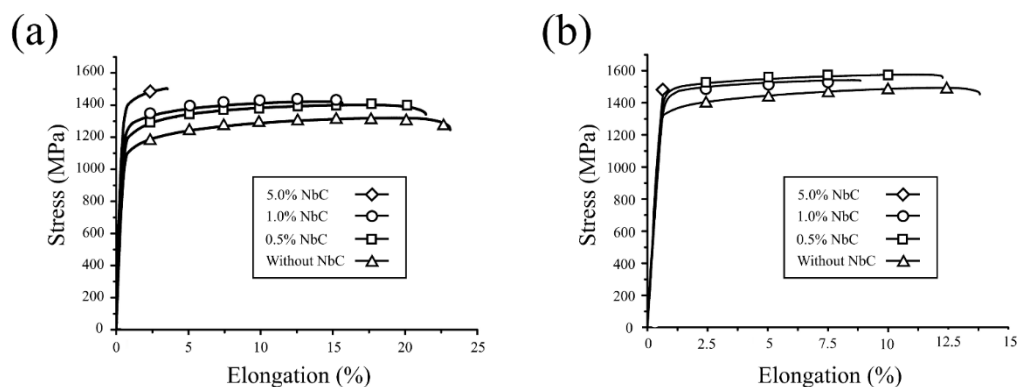 (a)
1600
1400
1200
1000
800
600
400
200
0
Stress (MPa)
5.0% NbC
1.0% NbC
0.5% NbC
Without NbC
0
5
10
15
20
25
Elongation (%)
(b)
1600
1400
1200
1000
800
600
400
200
0
Stress (MPa)
5.0% NbC
1.0% NbC
0.5% NbC
Without NbC
0
2.5
5
7.5
10
12.5
15
Elongation (%)